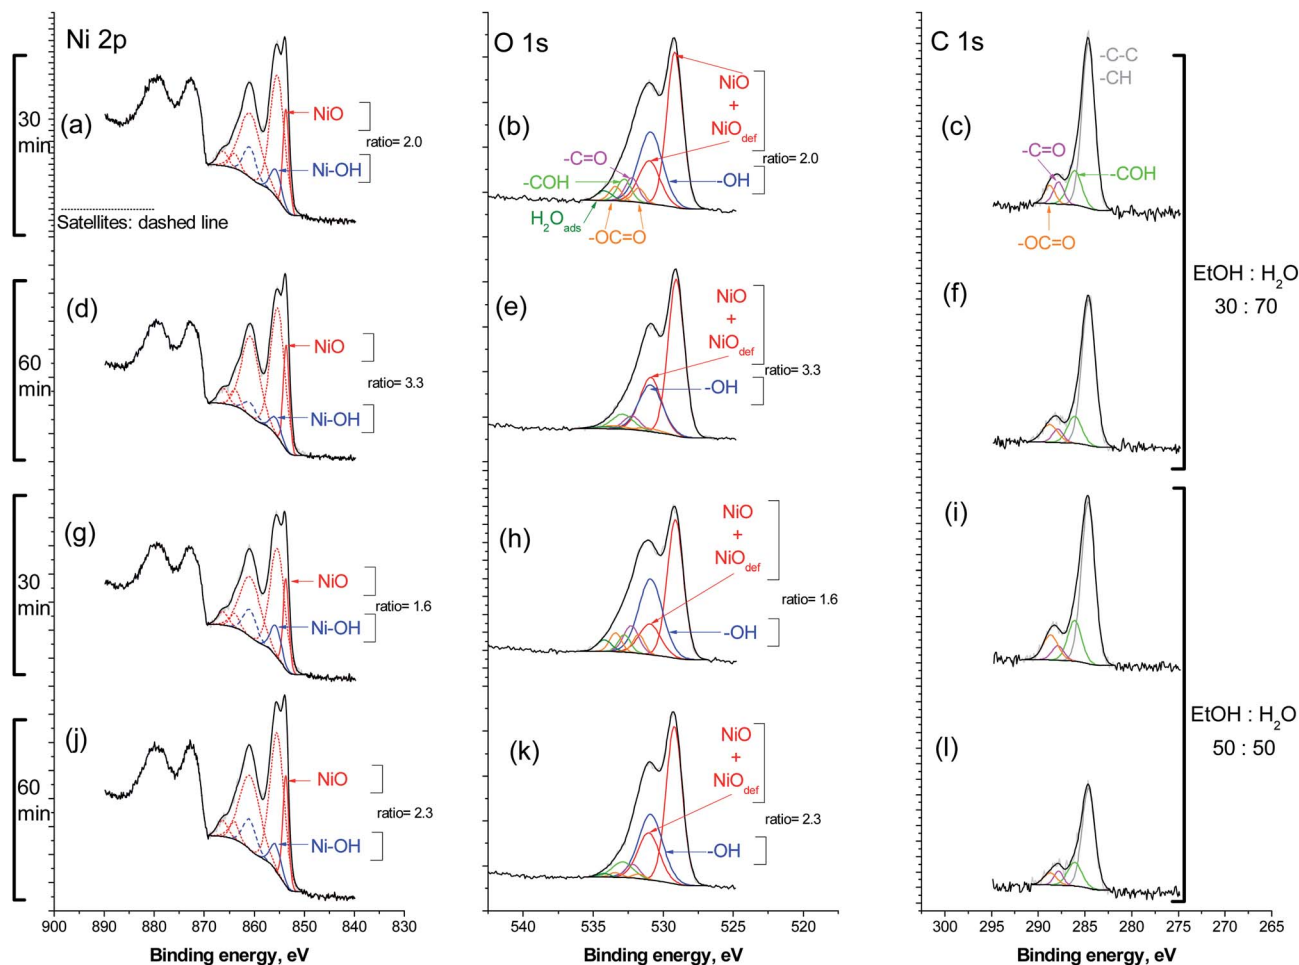 Ni 2p
O 1s
C 1s
30
min
(a)
NiO
ratio= 2.0
Ni-OH
Satellites: dashed line
(b)
NiO
+
NiOdef
ratio= 2.0
-C=O
-COH
-OH
H2Oads
-OC=O
(c)
-C-C
-CH
-C=O
-COH
-OC=O
EtOH : H2O
30 : 70
60
min
(d)
NiO
ratio= 3.3
Ni-OH
(e)
NiO
+
NiOdef
ratio= 3.3
-OH
(f)
30
min
(g)
NiO
ratio= 1.6
Ni-OH
(h)
NiO
+
NiOdef
ratio= 1.6
-OH
(i)
EtOH : H2O
50 : 50
60
min
(j)
NiO
ratio= 2.3
Ni-OH
(k)
NiO
+
NiOdef
ratio= 2.3
-OH
(l)
900 890 880 870 860 850 840 830
540 530 520
300 295 290 285 280 275 270 265
Binding energy, eV
Binding energy, eV
Binding energy, eV